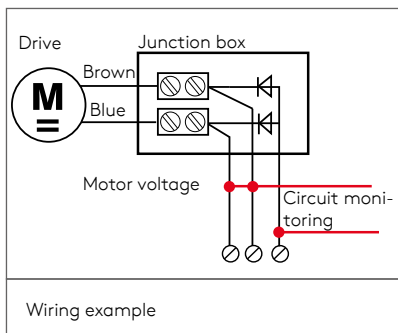 Drive
Junction box
Brown
M
Blue
Motor voltage
Circuit moni-
toring
Wiring example